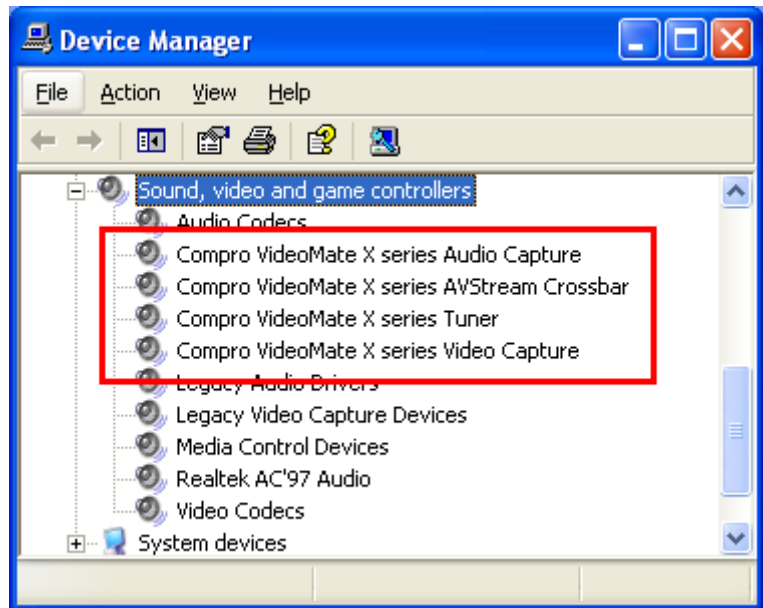 Device Manager
File Action View Help
Sound, video and game controllers
Audio Codecs
Compro VideoMate X series Audio Capture
Compro VideoMate X series AVStream Crossbar
Compro VideoMate X series Tuner
Compro VideoMate X series Video Capture
Legacy Audio Drivers
Legacy Video Capture Devices
Media Control Devices
Realtek AC'97 Audio
Video Codecs
System devices